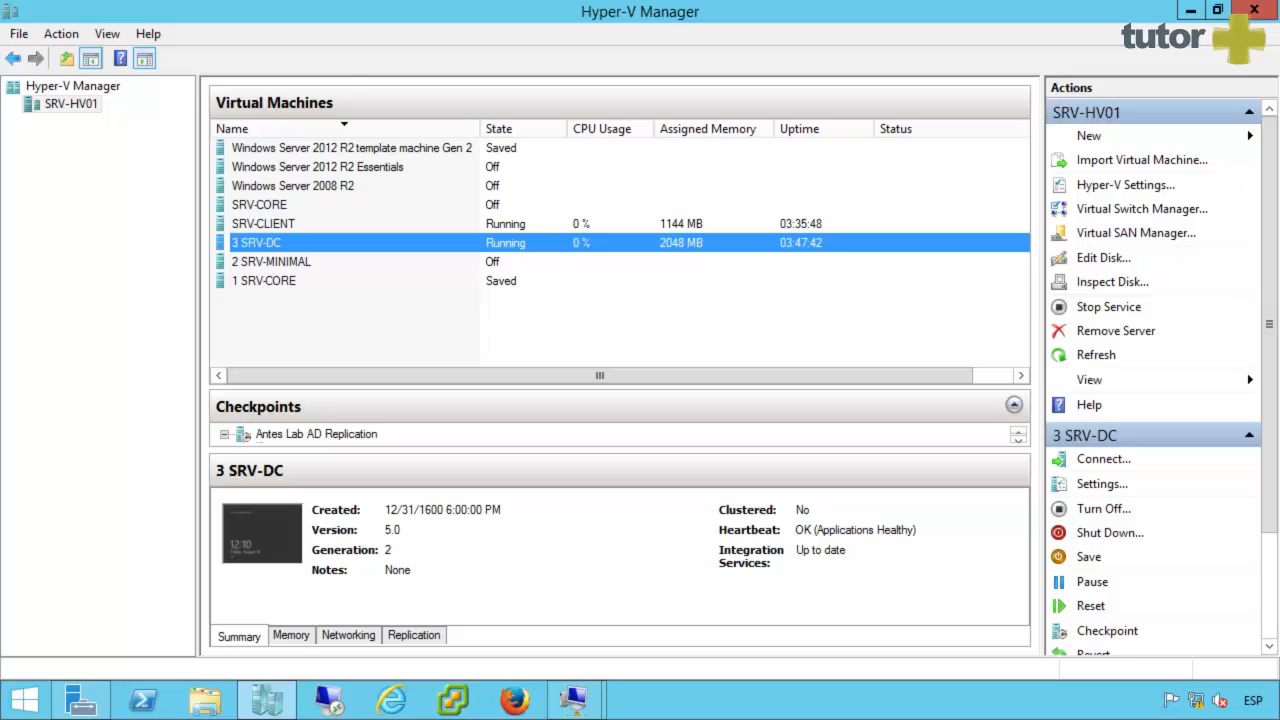 Hyper-V Manager
File Action View Help
tutor
Hyper-V Manager
SRV-HV01
Virtual Machines
Name State CPU Usage Assigned Memory Uptime Status
Windows Server 2012 R2 template machine Gen 2 Saved
Windows Server 2012 R2 Essentials Off
Windows Server 2008 R2 Off
SRV-CORE Off
SRV-CLIENT Running 0 % 1144 MB 03:35:48
3 SRV-DC Running 0 % 2048 MB 03:47:42
2 SRV-MINIMAL Off
1 SRV-CORE Saved
Checkpoints
Antes Lab AD Replication
3 SRV-DC
12:10
Created: 12/31/1600 6:00:00 PM
Version: 5.0
Generation: 2
Notes: None
Clustered: No
Heartbeat: OK (Applications Healthy)
Integration Services: Up to date
Summary Memory Networking Replication
Actions
SRV-HV01
New
Import Virtual Machine...
Hyper-V Settings...
Virtual Switch Manager...
Virtual SAN Manager...
Edit Disk...
Inspect Disk...
Stop Service
Remove Server
Refresh
View
Help
3 SRV-DC
Connect...
Settings...
Turn Off...
Shut Down...
Save
Pause
Reset
Checkpoint
Revert
ESP